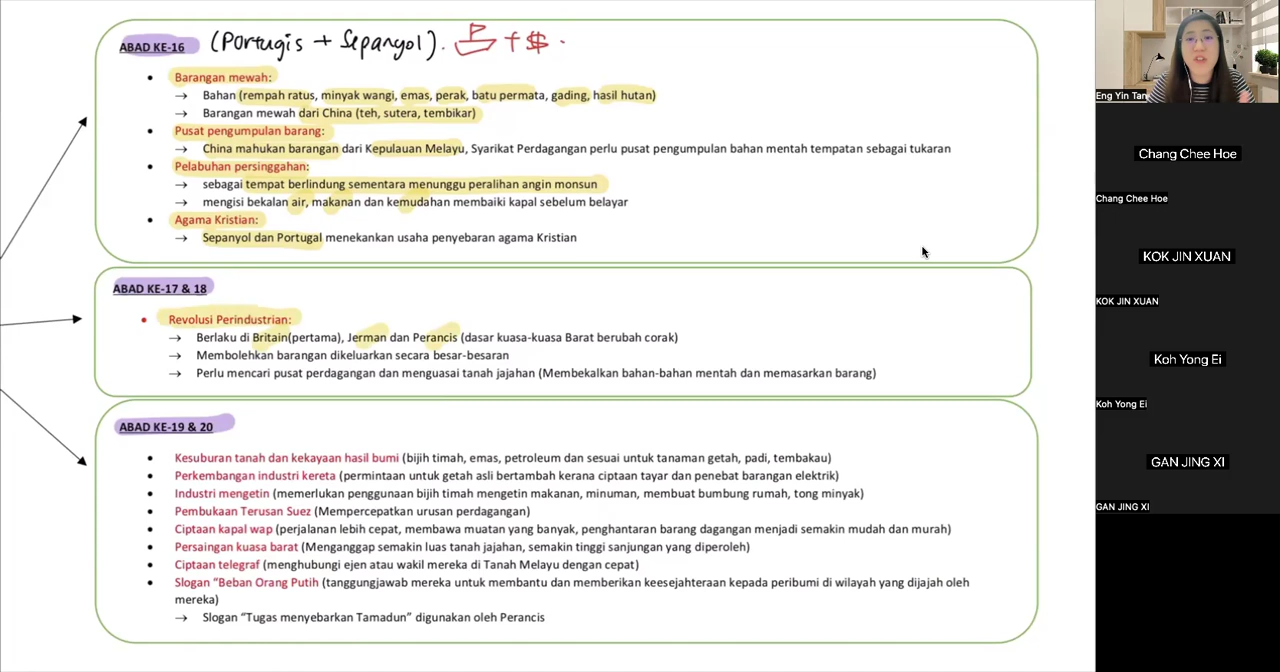 ABAD KE-16 (Portugis + Sepanyol). + $.
Barangan mewah:
→ Bahan (rempah ratus, minyak wangi, emas, perak, batu permata, gading, hasil hutan)
→ Barangan mewah dari China (teh, sutera, tembikar)
Pusat pengumpulan barang:
→ China mahukan barangan dari Kepulauan Melayu, Syarikat Perdagangan perlu pusat pengumpulan bahan mentah tempatan sebagai tukaran
Pelabuhan persinggahan:
→ sebagai tempat berlindung sementara menunggu peralihan angin monsun
→ mengisi bekalan air, makanan dan kemudahan membaiki kapal sebelum belayar
Agama Kristian:
→ Sepanyol dan Portugal menekankan usaha penyebaran agama Kristian
ABAD KE-17 & 18
Revolusi Perindustrian:
→ Berlaku di Britain(pertama), Jerman dan Perancis (dasar kuasa-kuasa Barat berubah corak)
→ Membolehkan barangan dikeluarkan secara besar-besaran
→ Perlu mencari pusat perdagangan dan menguasai tanah jajahan (Membekalkan bahan-bahan mentah dan memasarkan barang)
ABAD KE-19 & 20
Kesuburan tanah dan kekayaan hasil bumi (bijih timah, emas, petroleum dan sesuai untuk tanaman getah, padi, tembakau)
Perkembangan industri kereta (permintaan untuk getah asli bertambah kerana ciptaan tayar dan penebat barangan elektrik)
Industri mengetin (memerlukan penggunaan bijih timah mengetin makanan, minuman, membuat bumbung rumah, tong minyak)
Pembukaan Terusan Suez (Mempercepatkan urusan perdagangan)
Ciptaan kapal wap (perjalanan lebih cepat, membawa muatan yang banyak, penghantaran barang dagangan menjadi semakin mudah dan murah)
Persaingan kuasa barat (Menganggap semakin luas tanah jajahan, semakin tinggi sanjungan yang diperoleh)
Ciptaan telegraf (menghubungi ejen atau wakil mereka di Tanah Melayu dengan cepat)
Slogan “Beban Orang Putih (tanggungjawab mereka untuk membantu dan memberikan keesejahteraan kepada peribumi di wilayah yang dijajah oleh
mereka)
→ Slogan “Tugas menyebarkan Tamadun” digunakan oleh Perancis
Eng Yin Tan
Chang Chee Hoe
Chang Chee Hoe
KOK JIN XUAN
KOK JIN XUAN
Koh Yong Ei
Koh Yong Ei
GAN JING XI
GAN JING XI